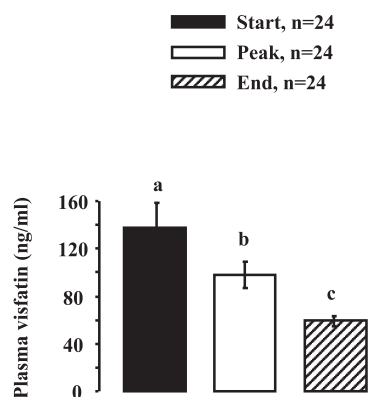 Start, n=24
Peak, n=24
End, n=24
Plasma visfatin (ng/ml)
160
120
80
40
0
a
b
c